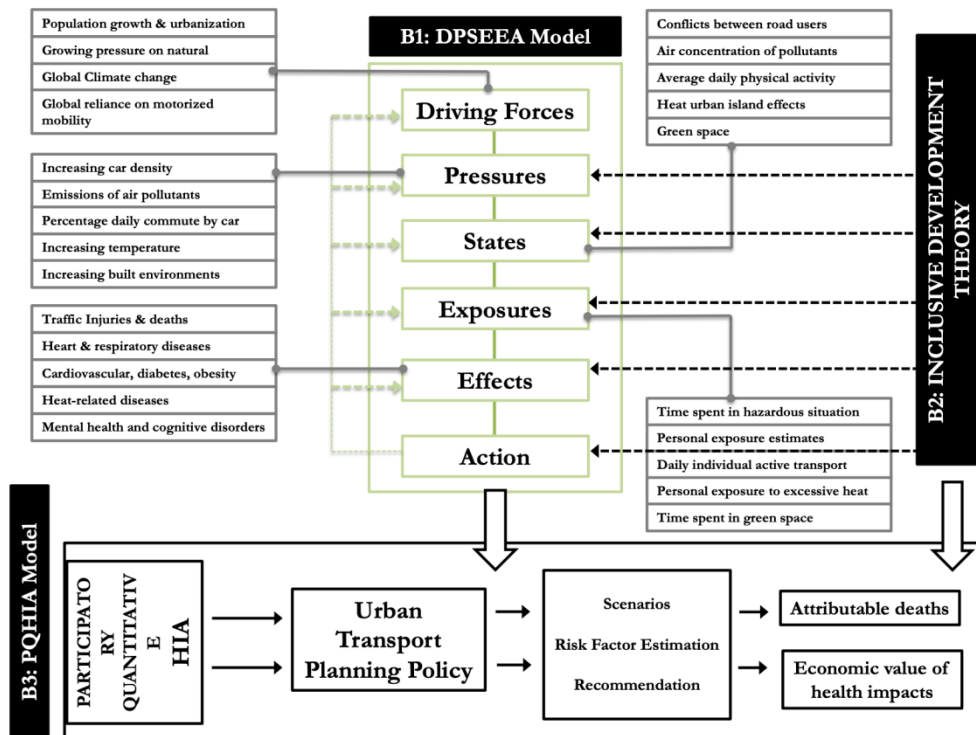 Population growth & urbanization
Growing pressure on natural
Global Climate change
Global reliance on motorized
mobility
B1: DPSEEA Model
Conflicts between road users
Air concentration of pollutants
Average daily physical activity
Heat urban island effects
Green space
Driving Forces
Pressures
States
Exposures
Effects
Action
Increasing car density
Emissions of air pollutants
Percentage daily commute by car
Increasing temperature
Increasing built environments
Traffic Injuries & deaths
Heart & respiratory diseases
Cardiovascular, diabetes, obesity
Heat-related diseases
Mental health and cognitive disorders
Time spent in hazardous situation
Personal exposure estimates
Daily individual active transport
Personal exposure to excessive heat
Time spent in green space
B2: INCLUSIVE DEVELOPMENT
THEORY
B3: PQHIA Model
PARTICIPATO
RY
QUANTITATIV
E
HIA
Urban
Transport
Planning Policy
Scenarios
Risk Factor Estimation
Recommendation
Attributable deaths
Economic value of
health impacts